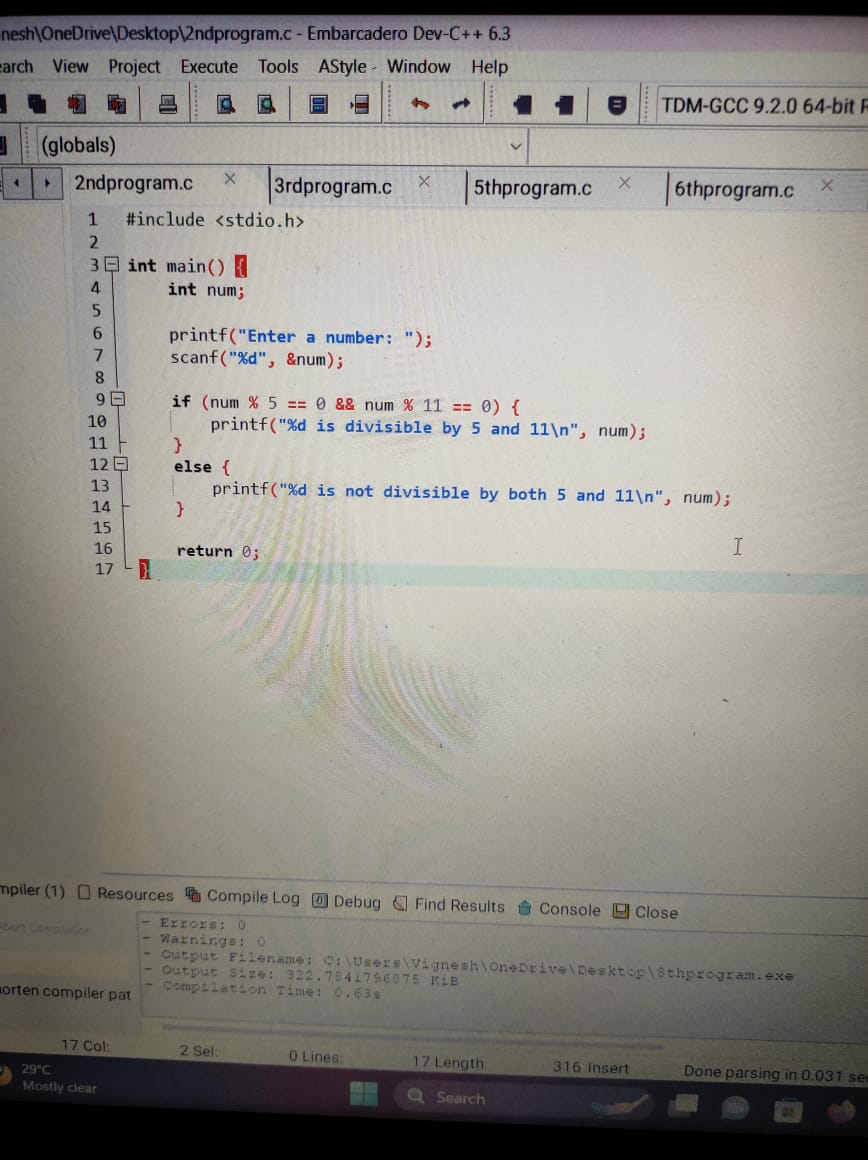 nesh\OneDrive\Desktop\2ndprogram.c - Embarcadero Dev-C++ 6.3
earch View Project Execute Tools AStyle Window Help
TDM-GCC 9.2.0 64-bit
(globals)
2ndprogram.c 3rdprogram.c 5thprogram.c 6thprogram.c
1 #include <stdio.h>
2
3 int main() {
4     int num;
5
6     printf("Enter a number: ");
7     scanf("%d", &num);
8
9     if (num % 5 == 0 && num % 11 == 0) {
10         printf("%d is divisible by 5 and 11\n", num);
11     }
12     else {
13         printf("%d is not divisible by both 5 and 11\n", num);
14     }
15
16     return 0;
17 }
mpiler (1) Resources Compile Log Debug Find Results Console Close
Abort Compilation
- Errors: 0
- Warnings: 0
- Output Filename: C:\Users\Vignesh\OneDrive\Desktop\8thprogram.exe
- Output Size: 322.7841796875 KiB
- Compilation Time: 0.63s
orten compiler pat
17 Col: 2 Sel: 0 Lines: 17 Length: 316 Insert Done parsing in 0.031 se
29°C
Mostly clear
Search